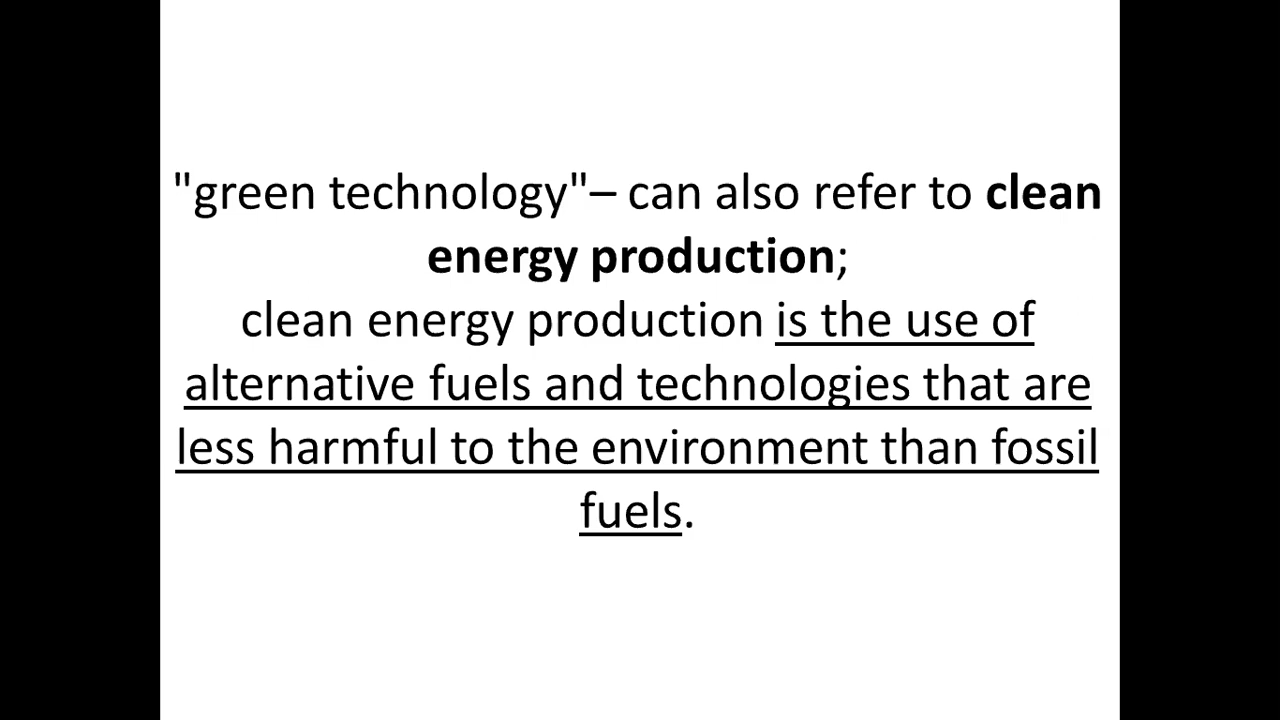 "green technology"– can also refer to clean
energy production;
clean energy production is the use of
alternative fuels and technologies that are
less harmful to the environment than fossil
fuels.